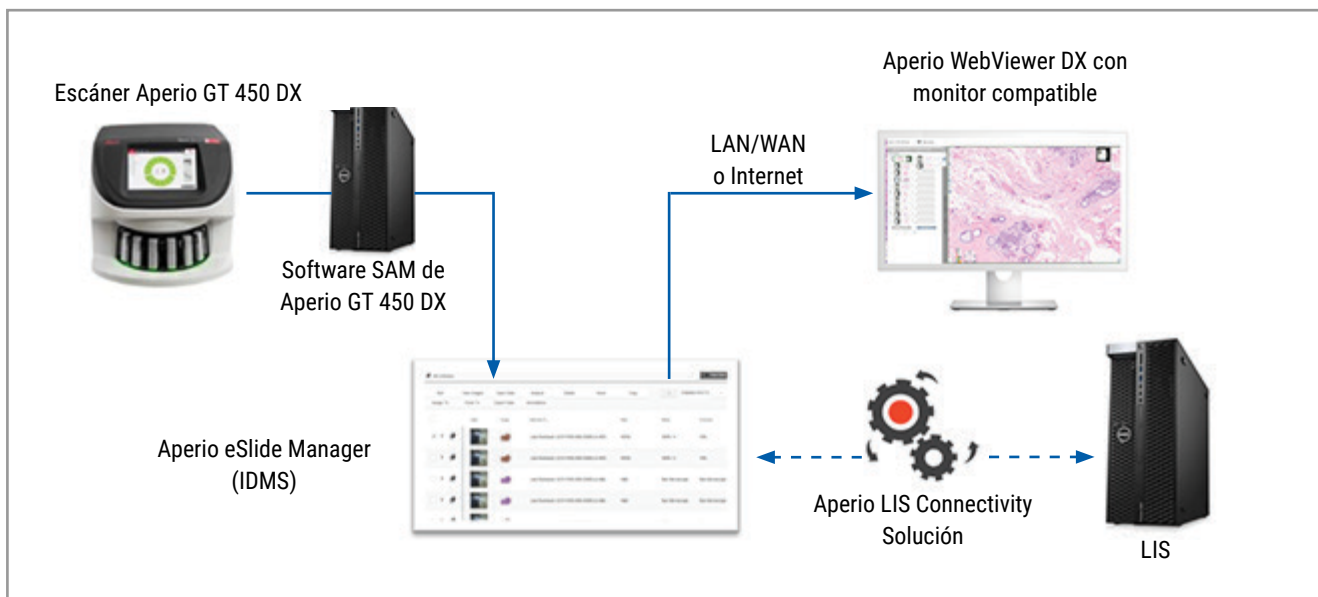 Escáner Aperio GT 450 DX
Software SAM de
Aperio GT 450 DX
LAN/WAN
o Internet
Aperio WebViewer DX con
monitor compatible
Aperio eSlide Manager
(IDMS)
Aperio LIS Connectivity
Solución
LIS